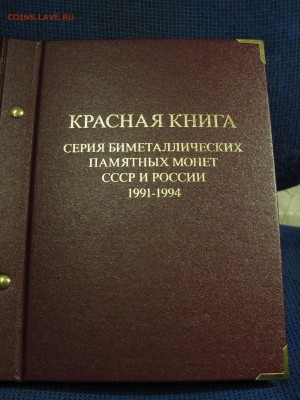 COINS.LAVE.RU
КРАСНАЯ КНИГА
СЕРИЯ БИМЕТАЛЛИЧЕСКИХ
ПАМЯТНЫХ МОНЕТ
СССР И РОССИИ
1991-1994